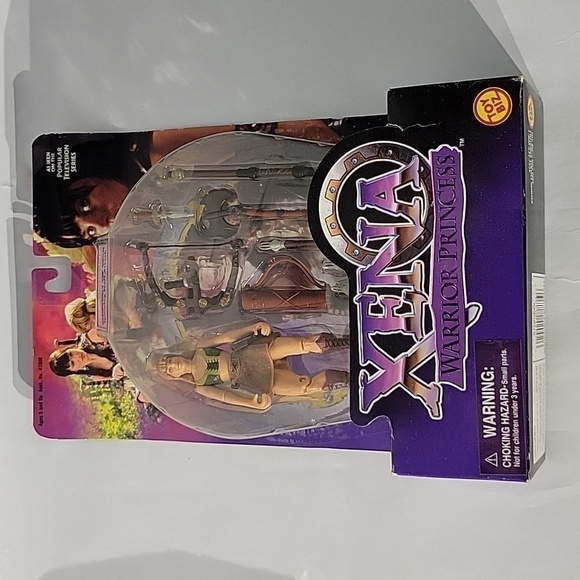 AS SEEN
ON THE
POPULAR
TELEVISION
SERIES
TOY
BIZ
XENA
WARRIOR PRINCESS
TM
WARNING:
CHOKING HAZARD-Small parts.
Not for children under 3 years.